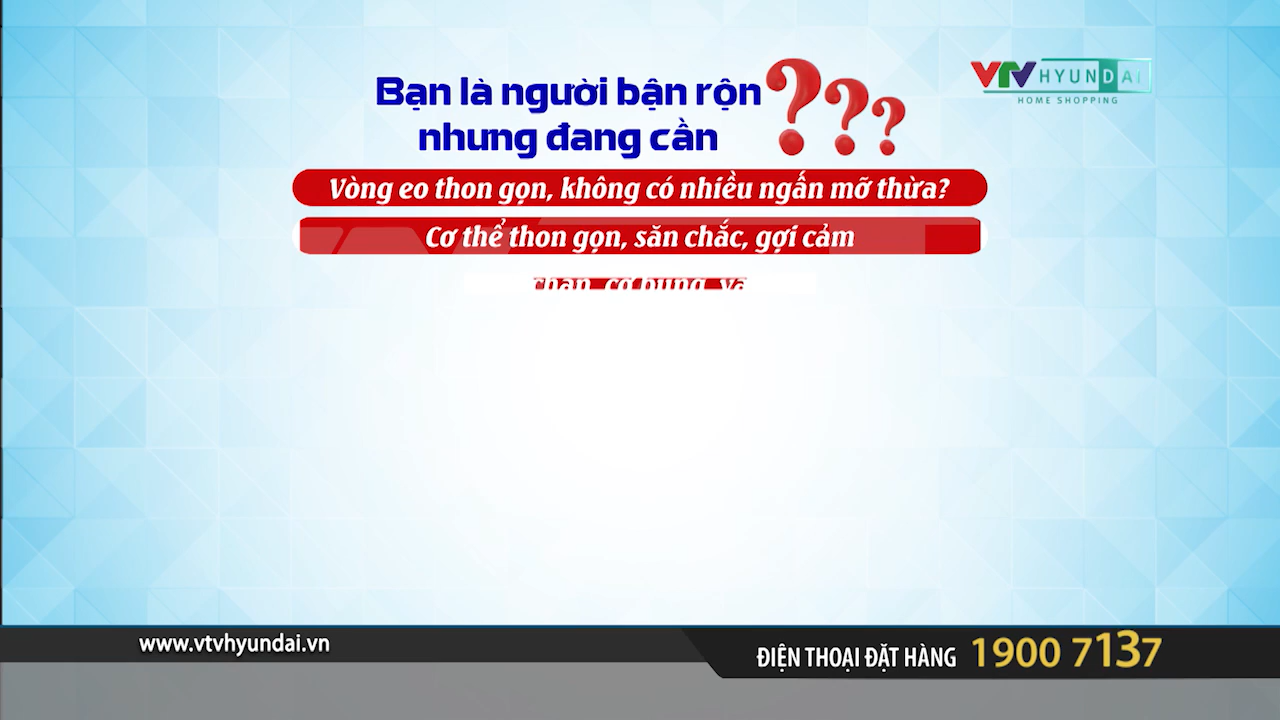 Bạn là người bận rộn
nhưng đang cần
???
VTV HYUNDAI
HOME SHOPPING
Vòng eo thon gọn, không có nhiều ngấn mỡ thừa?
Cơ thể thon gọn, săn chắc, gợi cảm
www.vtvhyundai.vn
ĐIỆN THOẠI ĐẶT HÀNG 1900 7137